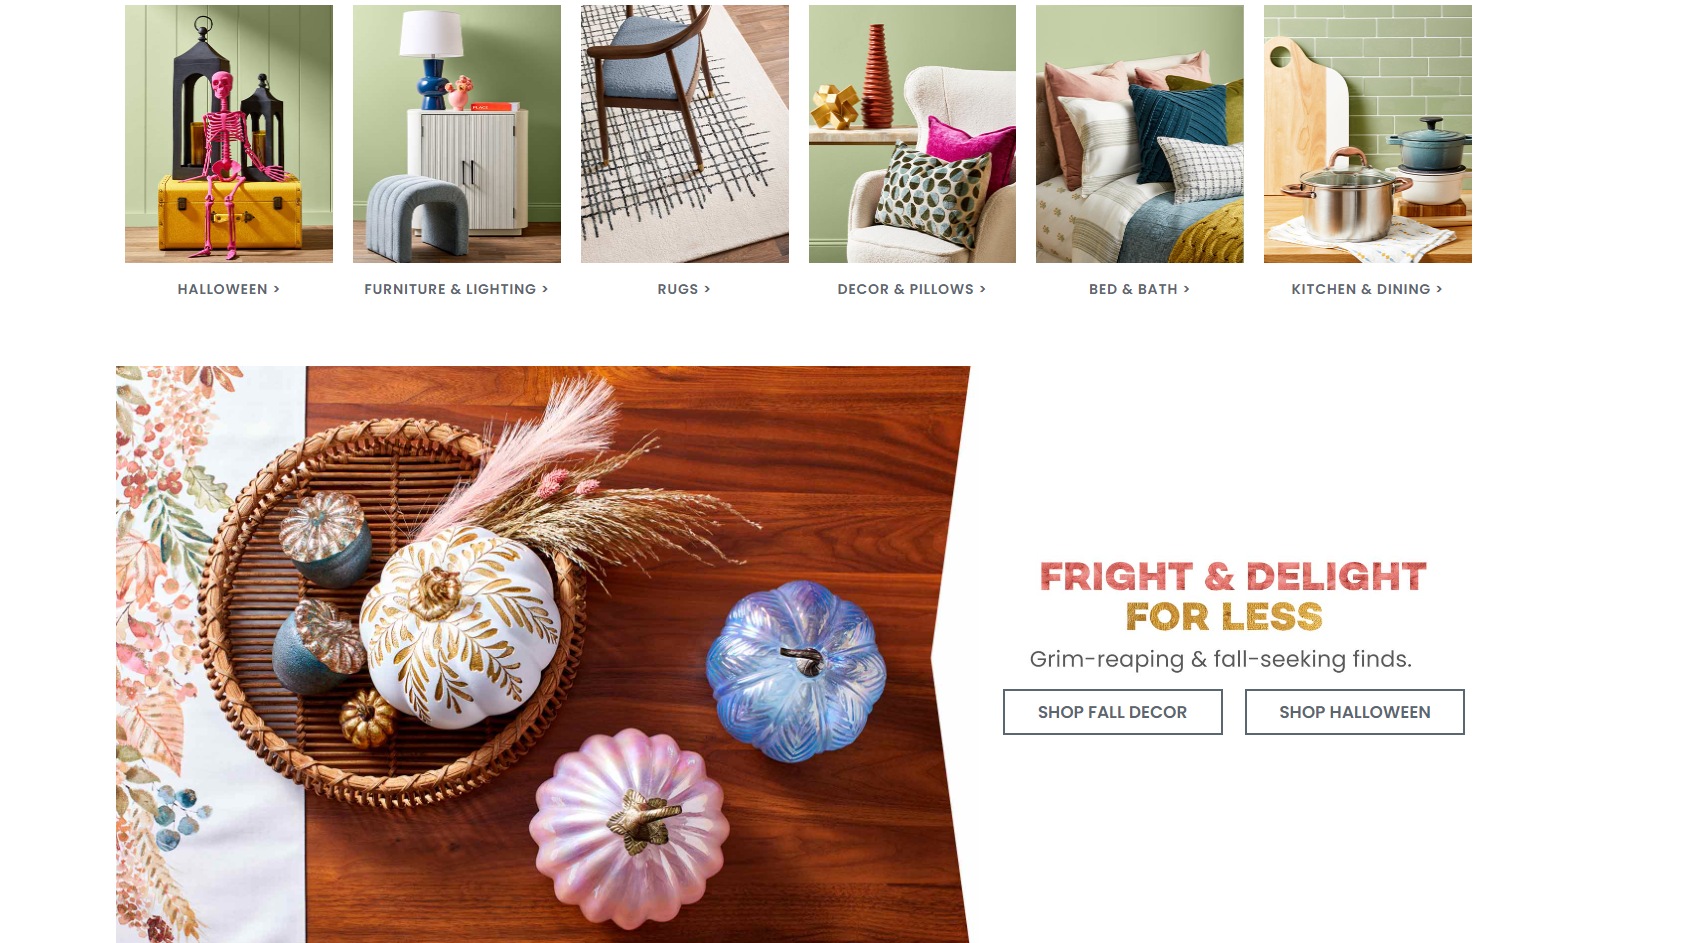 PLACE
HALLOWEEN >
FURNITURE & LIGHTING >
RUGS >
DECOR & PILLOWS >
BED & BATH >
KITCHEN & DINING >
FRIGHT & DELIGHT
FOR LESS
Grim-reaping & fall-seeking finds.
SHOP FALL DECOR
SHOP HALLOWEEN